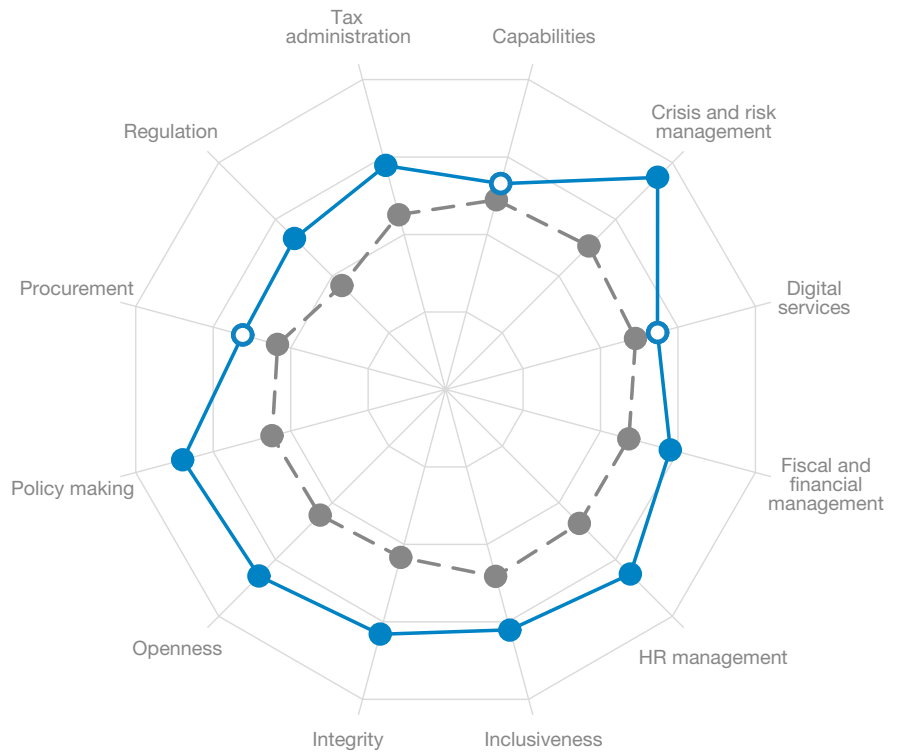 Tax
administration
Capabilities
Crisis and risk
management
Regulation
Procurement
Digital
services
Policy making
Fiscal and
financial
management
Openness
HR management
Integrity
Inclusiveness